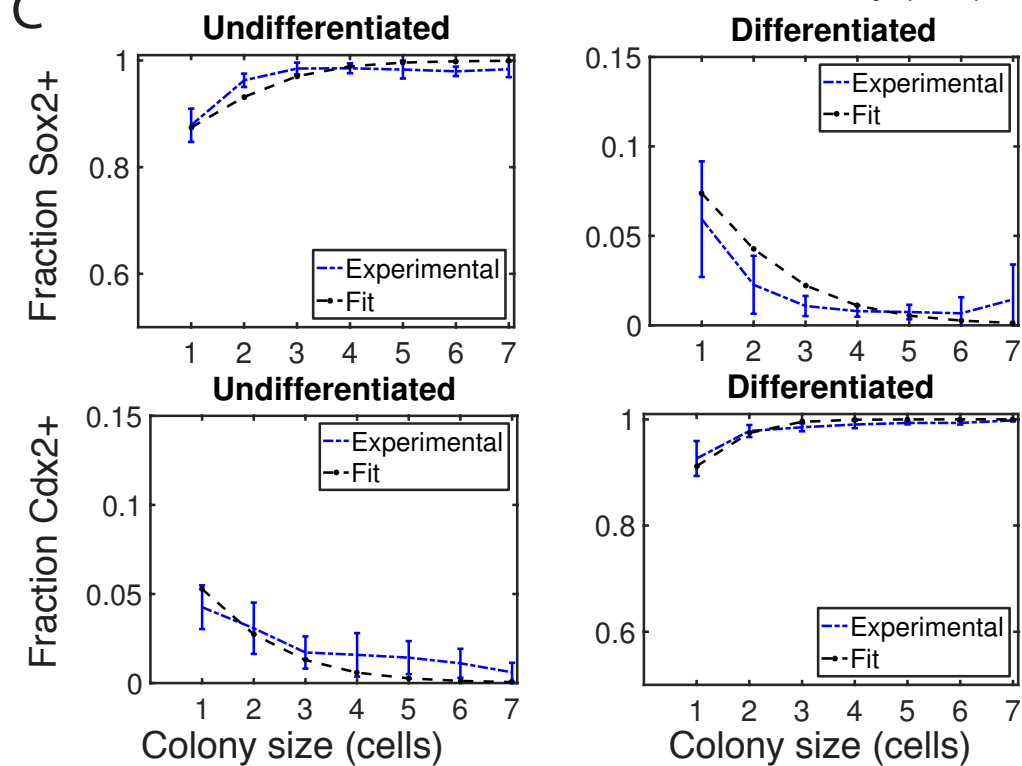 C
Undifferentiated
Fraction Sox2+
1
0.8
0.6
Experimental
Fit
1 2 3 4 5 6 7
Differentiated
0.15
0.1
0.05
0
Experimental
Fit
1 2 3 4 5 6 7
Undifferentiated
Fraction Cdx2+
0.15
0.1
0.05
0
Experimental
Fit
1 2 3 4 5 6 7
Colony size (cells)
Differentiated
1
0.8
0.6
Experimental
Fit
1 2 3 4 5 6 7
Colony size (cells)